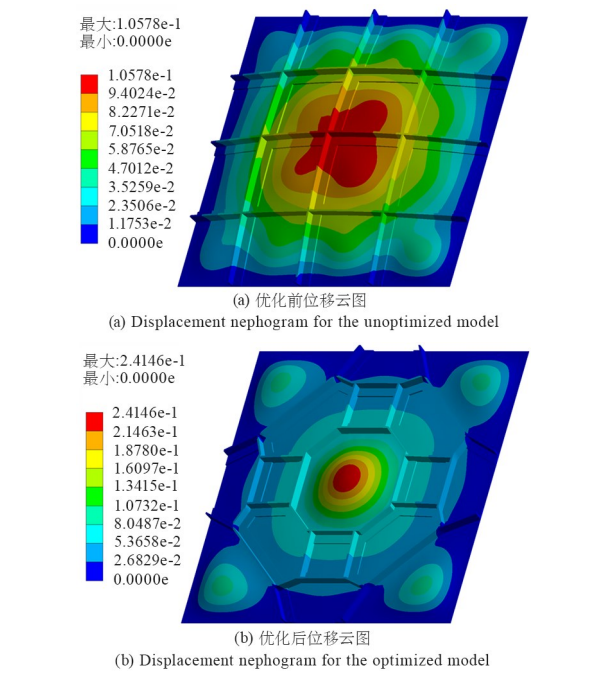 最大:1.0578e-1
最小:0.0000e
1.0578e-1
9.4024e-2
8.2271e-2
7.0518e-2
5.8765e-2
4.7012e-2
3.5259e-2
2.3506e-2
1.1753e-2
0.0000e
(a) 优化前位移云图
(a) Displacement nephogram for the unoptimized model
最大:2.4146e-1
最小:0.0000e
2.4146e-1
2.1463e-1
1.8780e-1
1.6097e-1
1.3415e-1
1.0732e-1
8.0487e-2
5.3658e-2
2.6829e-2
0.0000e
(b) 优化后位移云图
(b) Displacement nephogram for the optimized model